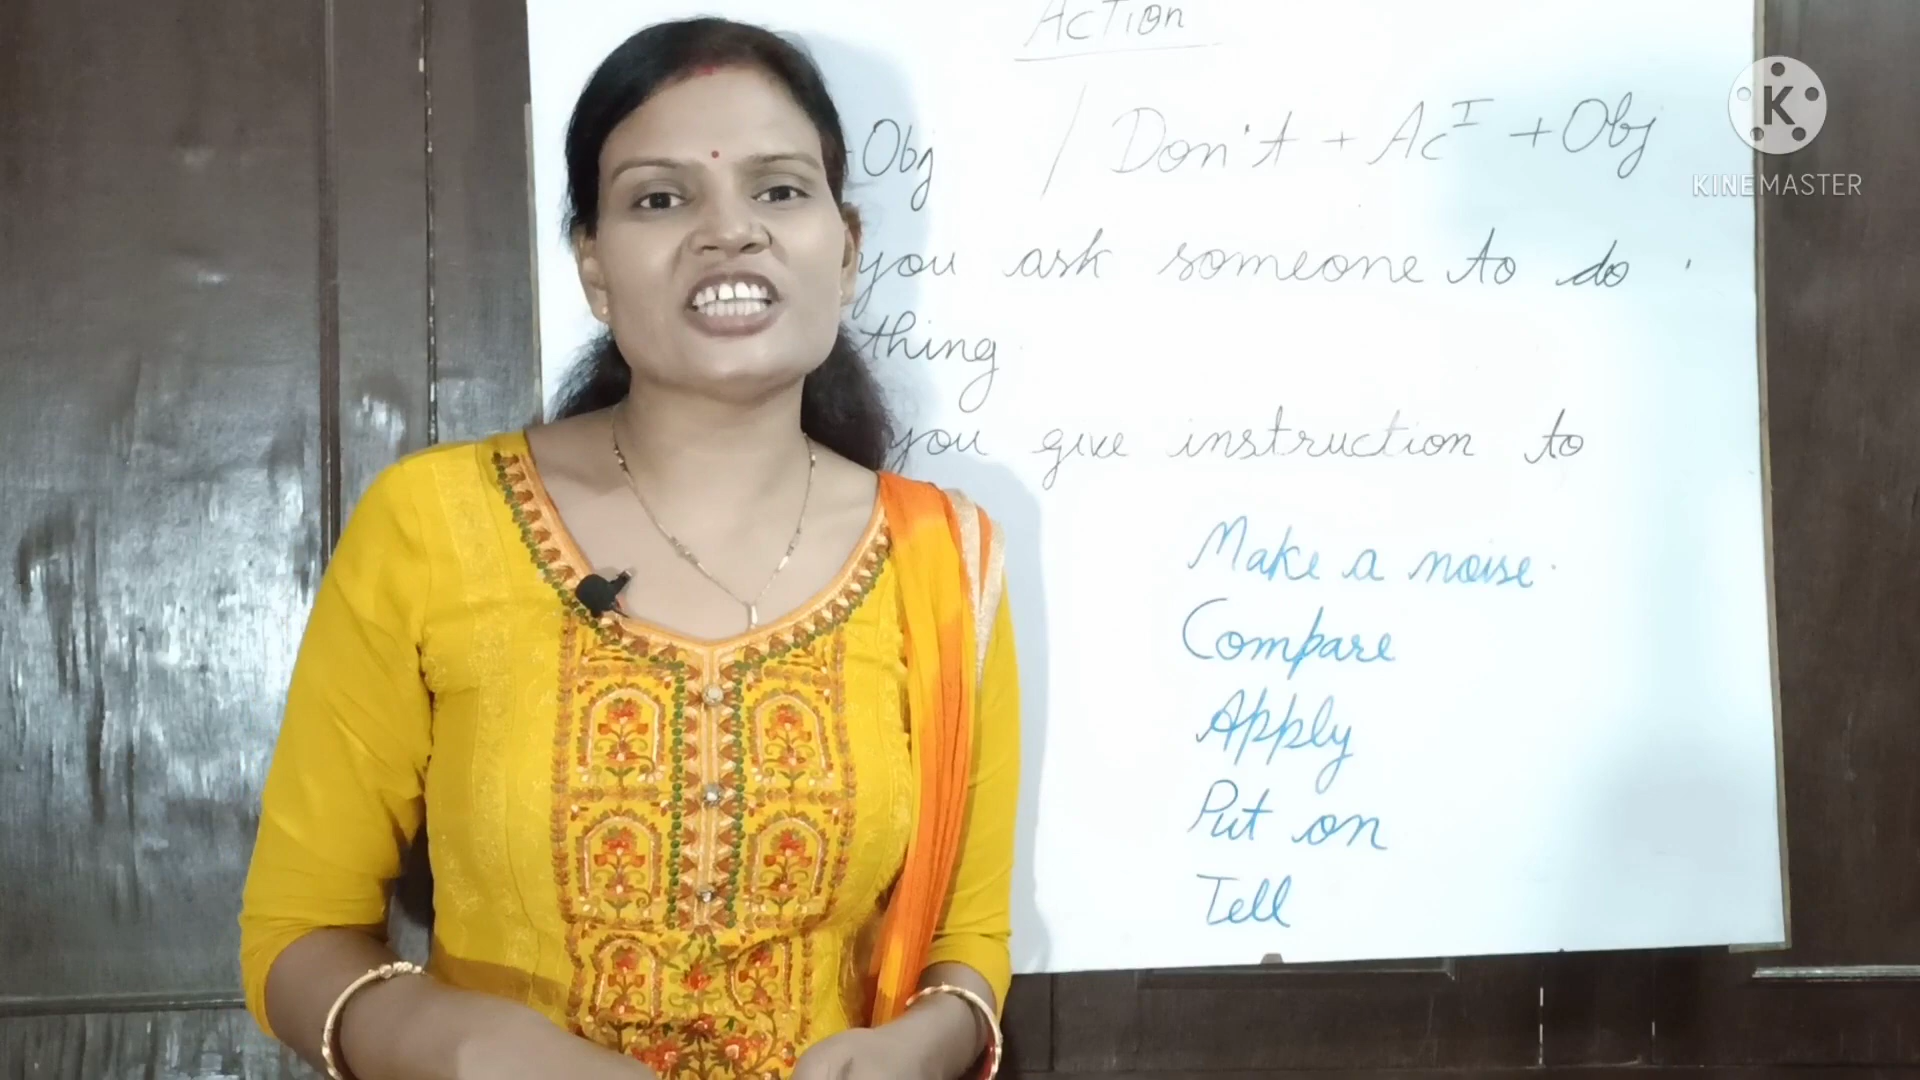 Action
Obj / Don't + Ac^I + Obj
you ask someone to do
thing
you give instruction to
Make a noise.
Compare
Apply
Put on
Tell
K
KINEMASTER